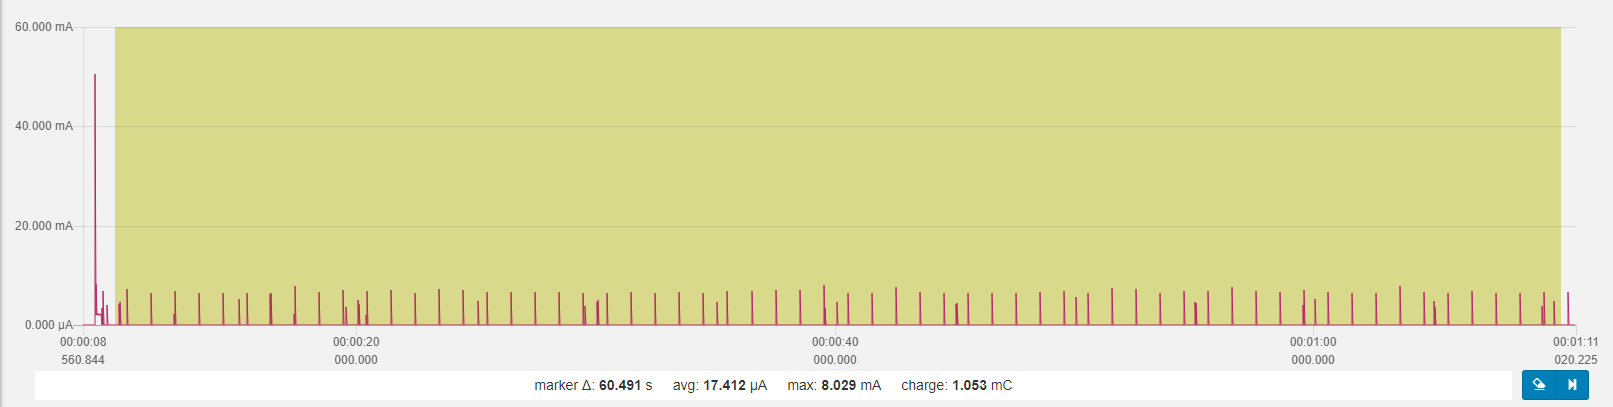 60.000 mA
40.000 mA
20.000 mA
0.000 µA
00:00:08 00:00:20 00:00:40 00:01:00 00:01:11
560.844 000.000 000.000 000.000 020.225
marker Δ: 60.491 s avg: 17.412 µA max: 8.029 mA charge: 1.053 mC